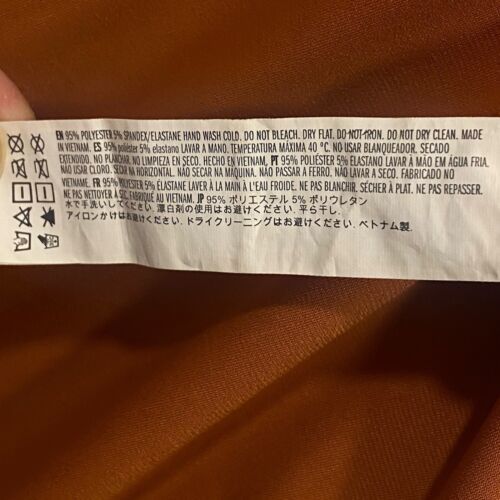 EN 95% POLYESTER 5% SPANDEX/ELASTANE HAND WASH COLD. DO NOT BLEACH. DRY FLAT. DO NOT IRON. DO NOT DRY CLEAN. MADE
IN VIETNAM. ES 95% poliéster 5% elastano LAVAR A MANO. TEMPERATURA MÁXIMA 40 °C. NO USAR BLANQUEADOR. SECADO
EXTENDIDO. NO PLANCHAR. NO LIMPIEZA EN SECO. HECHO EN VIETNAM. PT 95% POLIÉSTER 5% ELASTANO LAVAR À MÃO EM ÁGUA FRIA.
NÃO USAR CLORO. SECAR NA HORIZONTAL. NÃO SECAR NA MÁQUINA. NÃO PASSAR A FERRO. NÃO LAVAR A SECO. FABRICADO NO
VIETNAME. FR 95% POLYESTER 5% ÉLASTANE LAVER À LA MAIN À L'EAU FROIDE. NE PAS BLANCHIR. SÉCHER À PLAT. NE PAS REPASSER.
NE PAS NETTOYER À SEC. FABRIQUÉ AU VIETNAM. JP 95% ポリエステル 5% ポリウレタン
水で手洗いしてください。漂白剤の使用はお避けください。平ら干し.
アイロンかけはお避けください。ドライクリーニングはお避けください。ベトナム製.